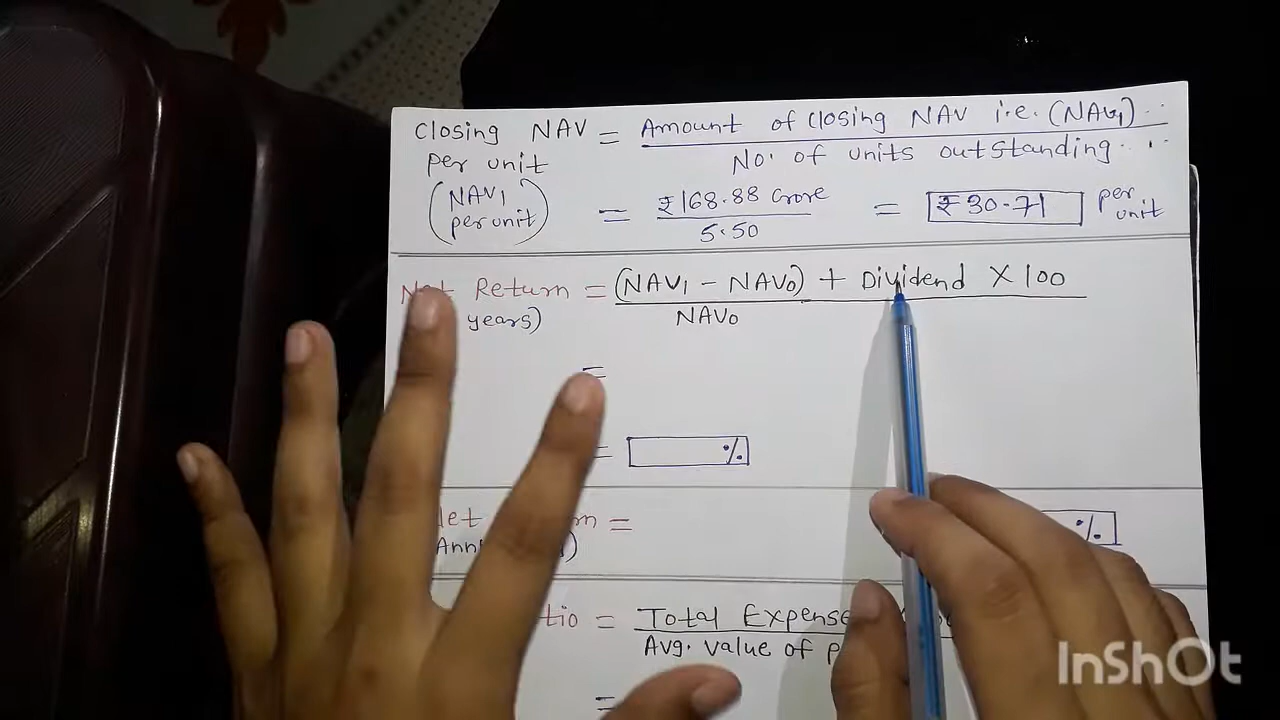 Closing NAV = Amount of closing NAV i.e. (NAV1)
per unit No. of units outstanding
(NAV1 per unit) = ₹168.88 Crore / 5.50 = ₹30.71 per unit
Return = (NAV1 - NAV0) + Dividend X 100
years) NAV0
=
= %
=
%
= Total
Avg. value of
=
InShOt